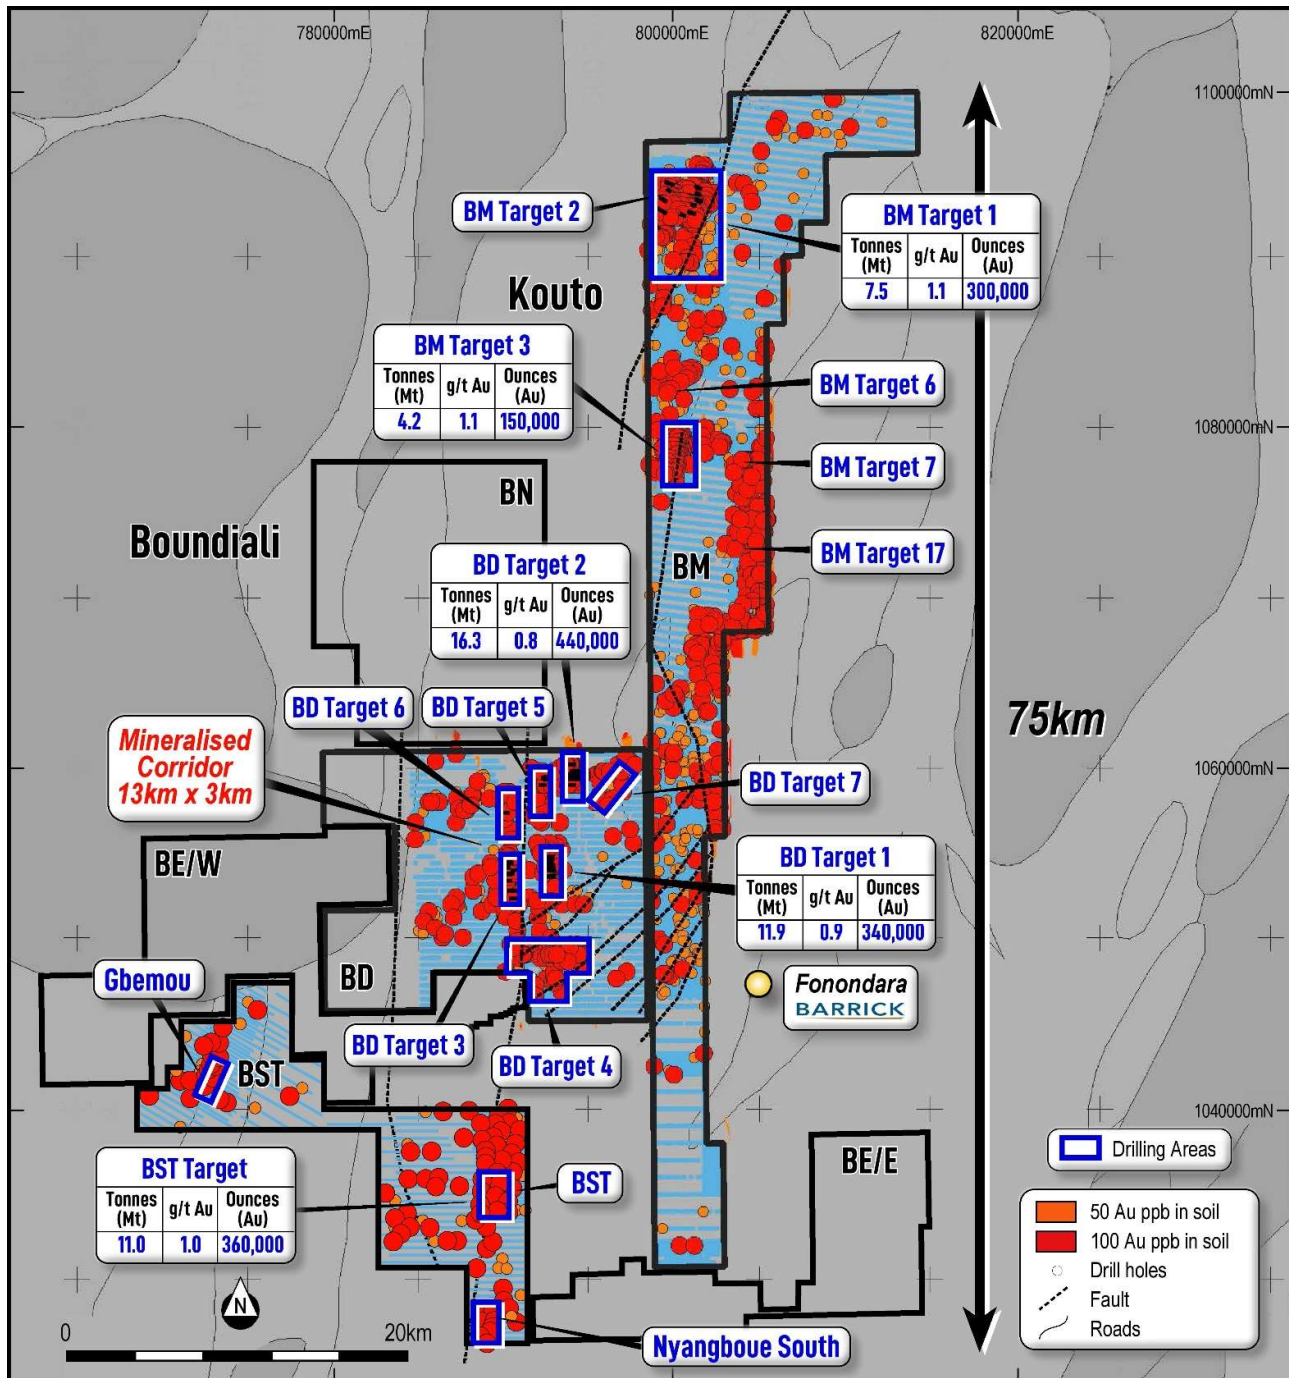 780000mE
800000mE
820000mE
1100000mN
BM Target 2
BM Target 1
Tonnes (Mt) g/t Au Ounces (Au)
7.5 1.1 300,000
Kouto
BM Target 3
Tonnes (Mt) g/t Au Ounces (Au)
4.2 1.1 150,000
BM Target 6
1080000mN
BM Target 7
BN
Boundiali
BM Target 17
BM
BD Target 2
Tonnes (Mt) g/t Au Ounces (Au)
16.3 0.8 440,000
BD Target 6
BD Target 5
75km
Mineralised
Corridor
13km x 3km
1060000mN
BD Target 7
BE/W
BD Target 1
Tonnes (Mt) g/t Au Ounces (Au)
11.9 0.9 340,000
Gbemou
BD
Fonondara
BARRICK
BD Target 3
BD Target 4
BST
1040000mN
BE/E
BST Target
Tonnes (Mt) g/t Au Ounces (Au)
11.0 1.0 360,000
BST
Drilling Areas
50 Au ppb in soil
100 Au ppb in soil
Drill holes
Fault
Roads
N
0 20km
Nyangboue South